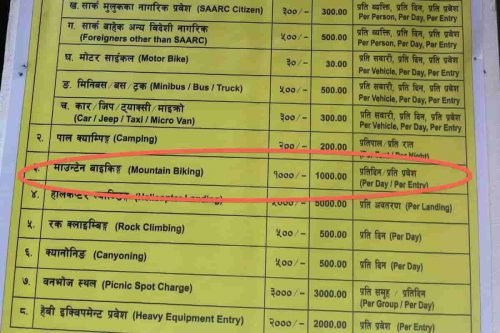 ख. सार्क मुलुकका नागरिक प्रवेश (SAARC Citizen) ३००/- 300.00 प्रति व्यक्ति, प्रति दिन, प्रति प्रवेश
Per Person, Per Day, Per Entry
ग. सार्क बाहेक अन्य विदेशी नागरिक
(Foreigners other than SAARC) ५००/- 500.00 प्रति व्यक्ति, प्रति दिन, प्रति प्रवेश
Per Person, Per Day, Per Entry
घ. मोटर साईकल (Motor Bike) ३०/- 30.00 प्रति सवारी, प्रति दिन, प्रति प्रवेश
Per Vehicle, Per Day, Per Entry
ङ. मिनिबस/बस/ट्रक (Minibus / Bus / Truck) ५००/- 500.00 प्रति सवारी, प्रति दिन, प्रति प्रवेश
Per Vehicle, Per Day, Per Entry
च. कार/जिप/ट्याक्सी/माइक्रो
(Car / Jeep / Taxi / Micro Van) ३००/- 300.00 प्रति सवारी, प्रति दिन, प्रति प्रवेश
Per Vehicle, Per Day, Per Entry
२. पाल क्याम्पिङ्ग (Camping) २००/- 200.00 प्रतिपाल/प्रति रात
३. माउन्टेन बाइकिङ्ग (Mountain Biking) १०००/- 1000.00 प्रतिदिन/प्रति प्रवेश
(Per Day / Per Entry)
४. हेलिकप्टर ल्याण्डिङ्ग (Helicopter Landing) ५०००/- 5000.00 प्रति अवतरण (Per Landing)
५. रक क्लाइम्बिङ्ग (Rock Climbing) ५००/- 500.00 प्रति दिन (Per Day)
६. क्यानोनिङ्ग (Canyoning) ५००/- 500.00 प्रति दिन (Per Day)
७. वनभोज स्थल (Picnic Spot Charge) ३०००/- 3000.00 प्रति समूह / प्रतिदिन
(Per Group / Per Day)
८. हेवी इक्विपमेन्ट प्रवेश (Heavy Equipment Entry) २०००/- 2000.00 प्रति प्रवेश (Per Entry)